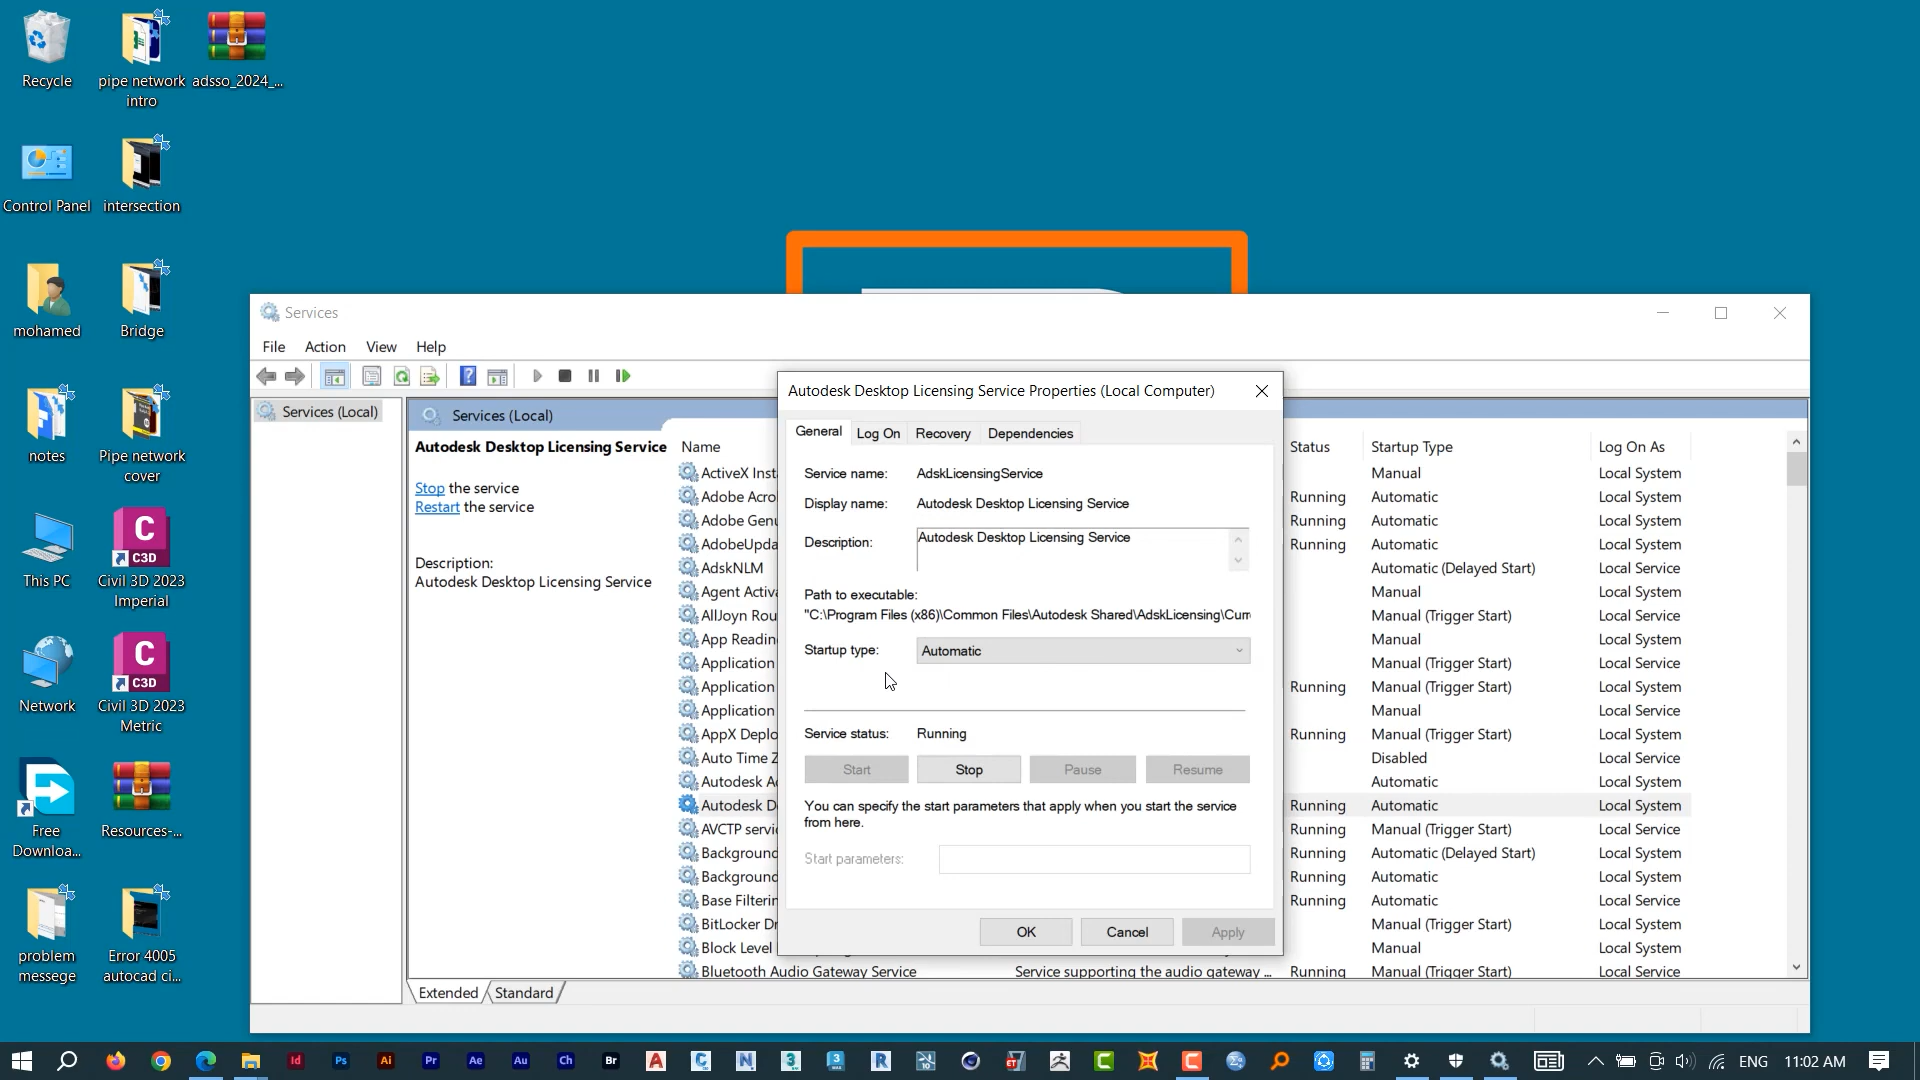 Recycle
pipe network
intro
adsso_2024_...
Control Panel
intersection
mohamed
Bridge
notes
Pipe network
cover
This PC
C3D
Civil 3D 2023
Imperial
Network
C3D
Civil 3D 2023
Metric
Free
Downloa...
Resources-...
problem
messege
Error 4005
autocad ci...
Services
File Action View Help
Services (Local)
Services (Local)
Autodesk Desktop Licensing Service
Stop the service
Restart the service
Description:
Autodesk Desktop Licensing Service
Name Status Startup Type Log On As
ActiveX Inst Manual Local System
Adobe Acro Running Automatic Local System
Adobe Genu Running Automatic Local System
AdobeUpda Running Automatic Local System
AdskNLM Automatic (Delayed Start) Local Service
Agent Activa Manual Local System
AllJoyn Rou Manual (Trigger Start) Local Service
App Readin Manual Local System
Application Manual (Trigger Start) Local Service
Application Running Manual (Trigger Start) Local System
Application Manual Local Service
AppX Deplo Running Manual (Trigger Start) Local System
Auto Time Z Disabled Local Service
Autodesk Ac Automatic Local System
Autodesk D Running Automatic Local System
AVCTP servi Running Manual (Trigger Start) Local Service
Background Running Automatic (Delayed Start) Local System
Background Running Automatic Local System
Base Filterin Running Automatic Local Service
BitLocker Dr Manual (Trigger Start) Local System
Block Level Manual Local System
Bluetooth Audio Gateway Service Service supporting the audio gateway ... Running Manual (Trigger Start) Local Service
Extended Standard
Autodesk Desktop Licensing Service Properties (Local Computer)
General Log On Recovery Dependencies
Service name: AdskLicensingService
Display name: Autodesk Desktop Licensing Service
Description: Autodesk Desktop Licensing Service
Path to executable:
"C:\Program Files (x86)\Common Files\Autodesk Shared\AdskLicensing\Curr
Startup type: Automatic
Service status: Running
Start Stop Pause Resume
You can specify the start parameters that apply when you start the service
from here.
Start parameters:
OK Cancel Apply
Id Ps Ai Pr Ae Au Ch Br
ENG 11:02 AM